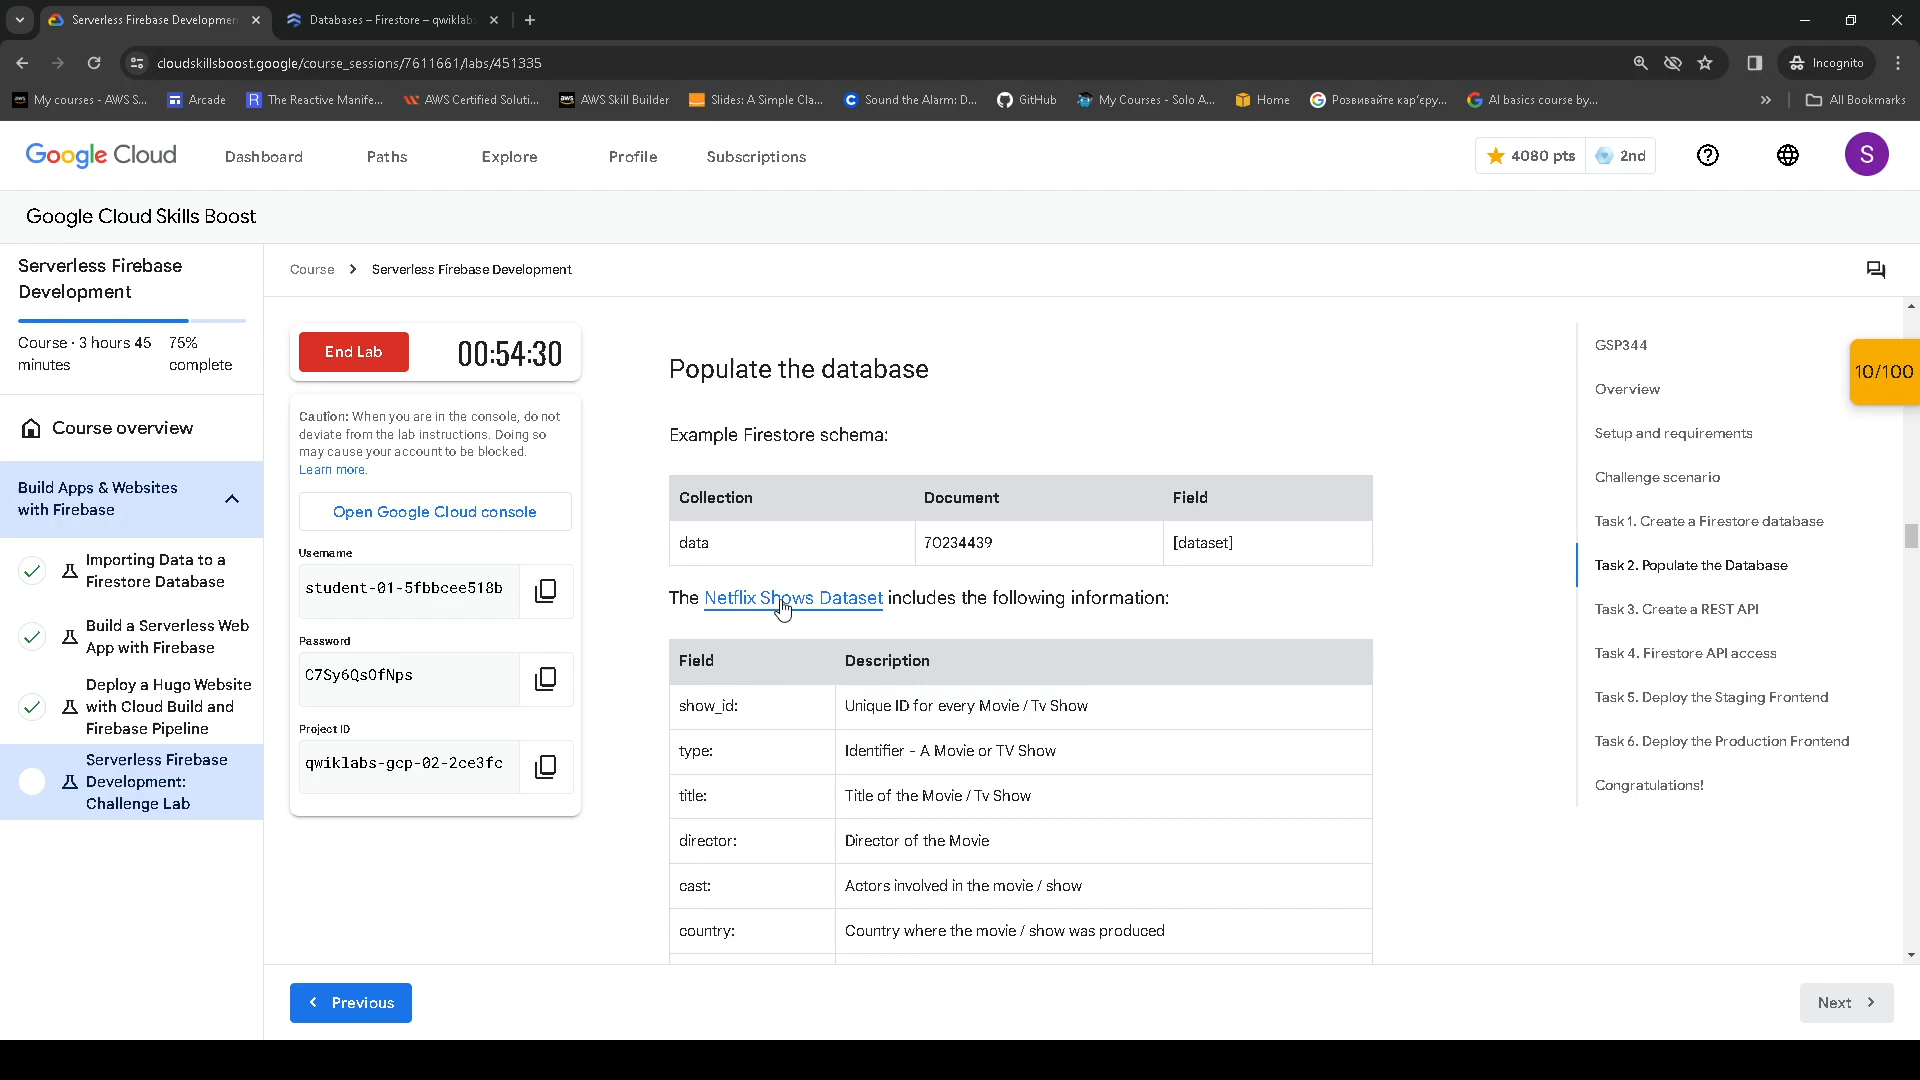 Serverless Firebase Developmen
Databases – Firestore – qwiklab
cloudskillsboost.google/course_sessions/7611661/labs/451335
Incognito
My courses - AWS S...
Arcade
The Reactive Manife...
AWS Certified Soluti...
AWS Skill Builder
Slides: A Simple Cla...
Sound the Alarm: D...
GitHub
My Courses - Solo A...
Home
Розвивайте кар'єру...
AI basics course by...
All Bookmarks
Google Cloud
Dashboard
Paths
Explore
Profile
Subscriptions
4080 pts
2nd
S
Google Cloud Skills Boost
Serverless Firebase
Development
Course · 3 hours 45
minutes
75%
complete
Course overview
Build Apps & Websites
with Firebase
Importing Data to a
Firestore Database
Build a Serverless Web
App with Firebase
Deploy a Hugo Website
with Cloud Build and
Firebase Pipeline
Serverless Firebase
Development:
Challenge Lab
Course > Serverless Firebase Development
End Lab
00:54:30
Caution: When you are in the console, do not
deviate from the lab instructions. Doing so
may cause your account to be blocked.
Learn more.
Open Google Cloud console
Username
student-01-5fbbcee518b
Password
C7Sy6QsOfNps
Project ID
qwiklabs-gcp-02-2ce3fc
Populate the database
Example Firestore schema:
Collection Document Field
data 70234439 [dataset]
The Netflix Shows Dataset includes the following information:
Field Description
show_id: Unique ID for every Movie / Tv Show
type: Identifier - A Movie or TV Show
title: Title of the Movie / Tv Show
director: Director of the Movie
cast: Actors involved in the movie / show
country: Country where the movie / show was produced
GSP344
Overview
Setup and requirements
Challenge scenario
Task 1. Create a Firestore database
Task 2. Populate the Database
Task 3. Create a REST API
Task 4. Firestore API access
Task 5. Deploy the Staging Frontend
Task 6. Deploy the Production Frontend
Congratulations!
10/100
Previous
Next